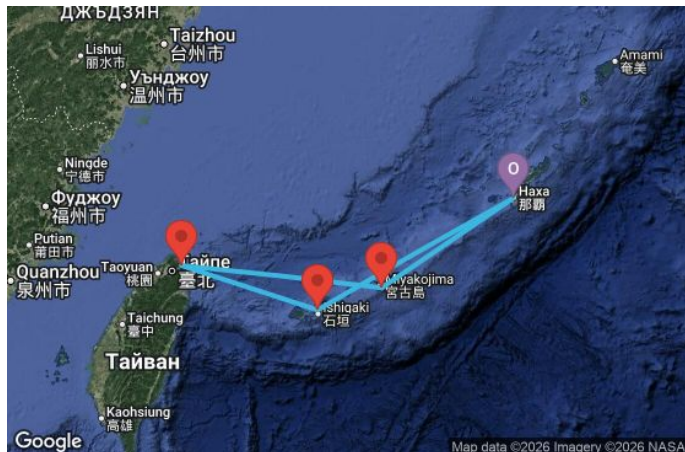 ДЖЪДЗЯН
Taizhou
台州市
Lishui
丽水市
Уънджоу
温州市
Amami
奄美
Ningde
宁德市
O
Наха
那覇
Фуджоу
福州市
Putian
莆田市
Тайпе
臺北
Taoyuan
桃園
Quanzhou
泉州市
Miyakojima
宮古島
Ishigaki
石垣
Taichung
臺中
Тайван
Kaohsiung
高雄
Google
Map data ©2026 Imagery ©2026 NASA